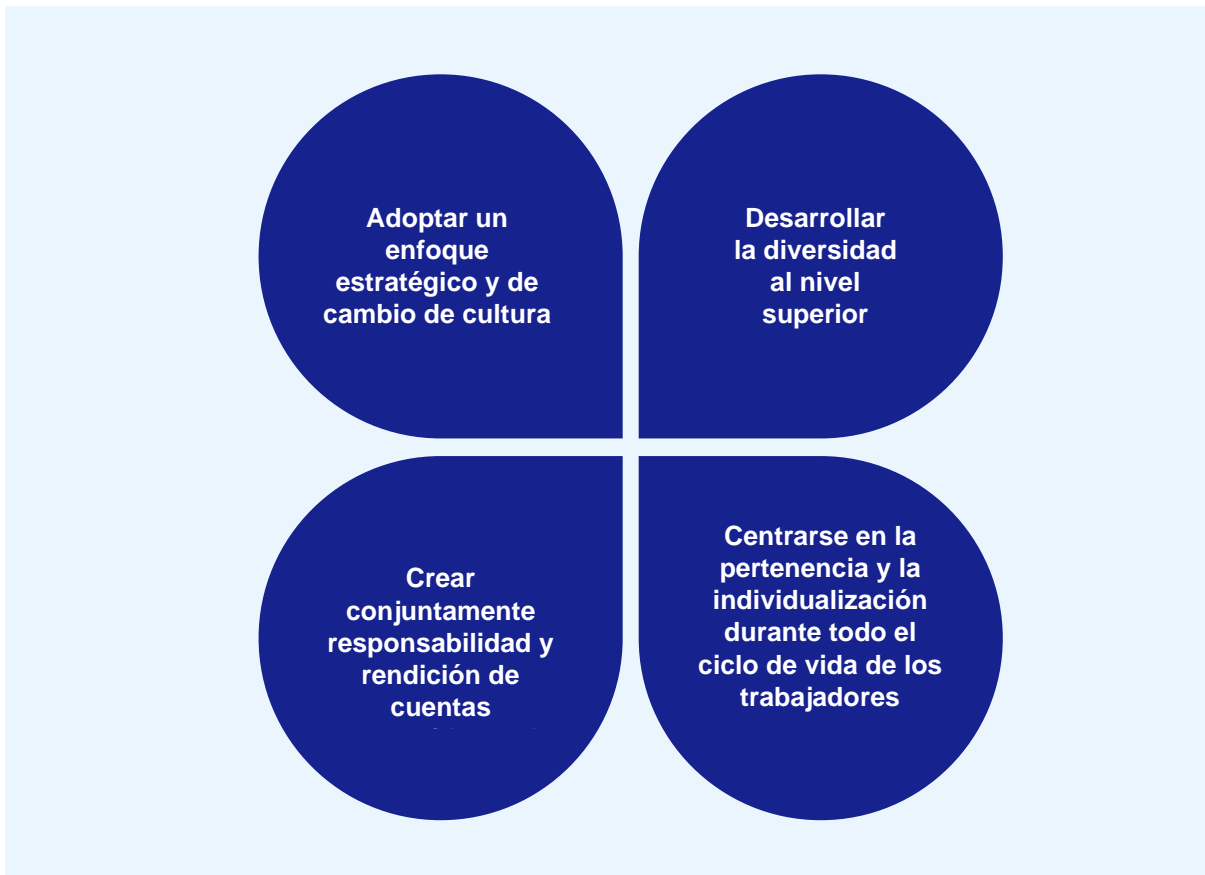 Adoptar un
enfoque
estratégico y de
cambio de cultura
Desarrollar
la diversidad
al nivel
superior
Crear
conjuntamente
responsabilidad y
rendición de
cuentas
Centrarse en la
pertenencia y la
individualización
durante todo el
ciclo de vida de los
trabajadores